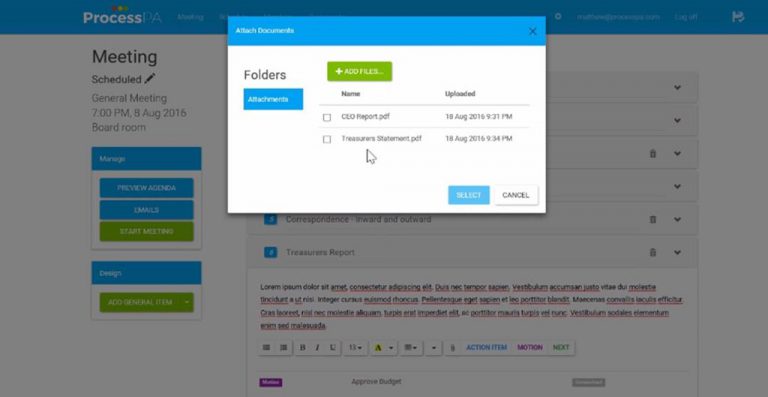 ProcessPA
Meeting
matthew@processpa.com
Log off
Meeting
Scheduled
General Meeting
7:00 PM, 8 Aug 2016
Board room
Manage
PREVIEW AGENDA
EMAILS
START MEETING
Design
ADD GENERAL ITEM
Attach Documents
Folders
Attachments
+ ADD FILES...
Name Uploaded
CEO Report.pdf 18 Aug 2016 9:31 PM
Treasurers Statement.pdf 18 Aug 2016 9:34 PM
SELECT CANCEL
Correspondence - Inward and outward
Treasurers Report
Lorem ipsum dolor sit amet, consectetur adipiscing elit. Duis nec tempor sapien. Vestibulum accumsan justo vitae dui molestie
tincidunt a ut nisi. Integer cursus euismod rhoncus. Pellentesque eget sapien et leo porttitor blandit. Maecenas convallis iaculis efficitur.
Cras laoreet, nisl nec molestie aliquam, turpis erat imperdiet elit, ac porttitor mauris turpis vel nunc. Vestibulum sodales elementum
enim sed malesuada.
B I U 13 A ACTION ITEM MOTION NEXT
Motion Approve Budget